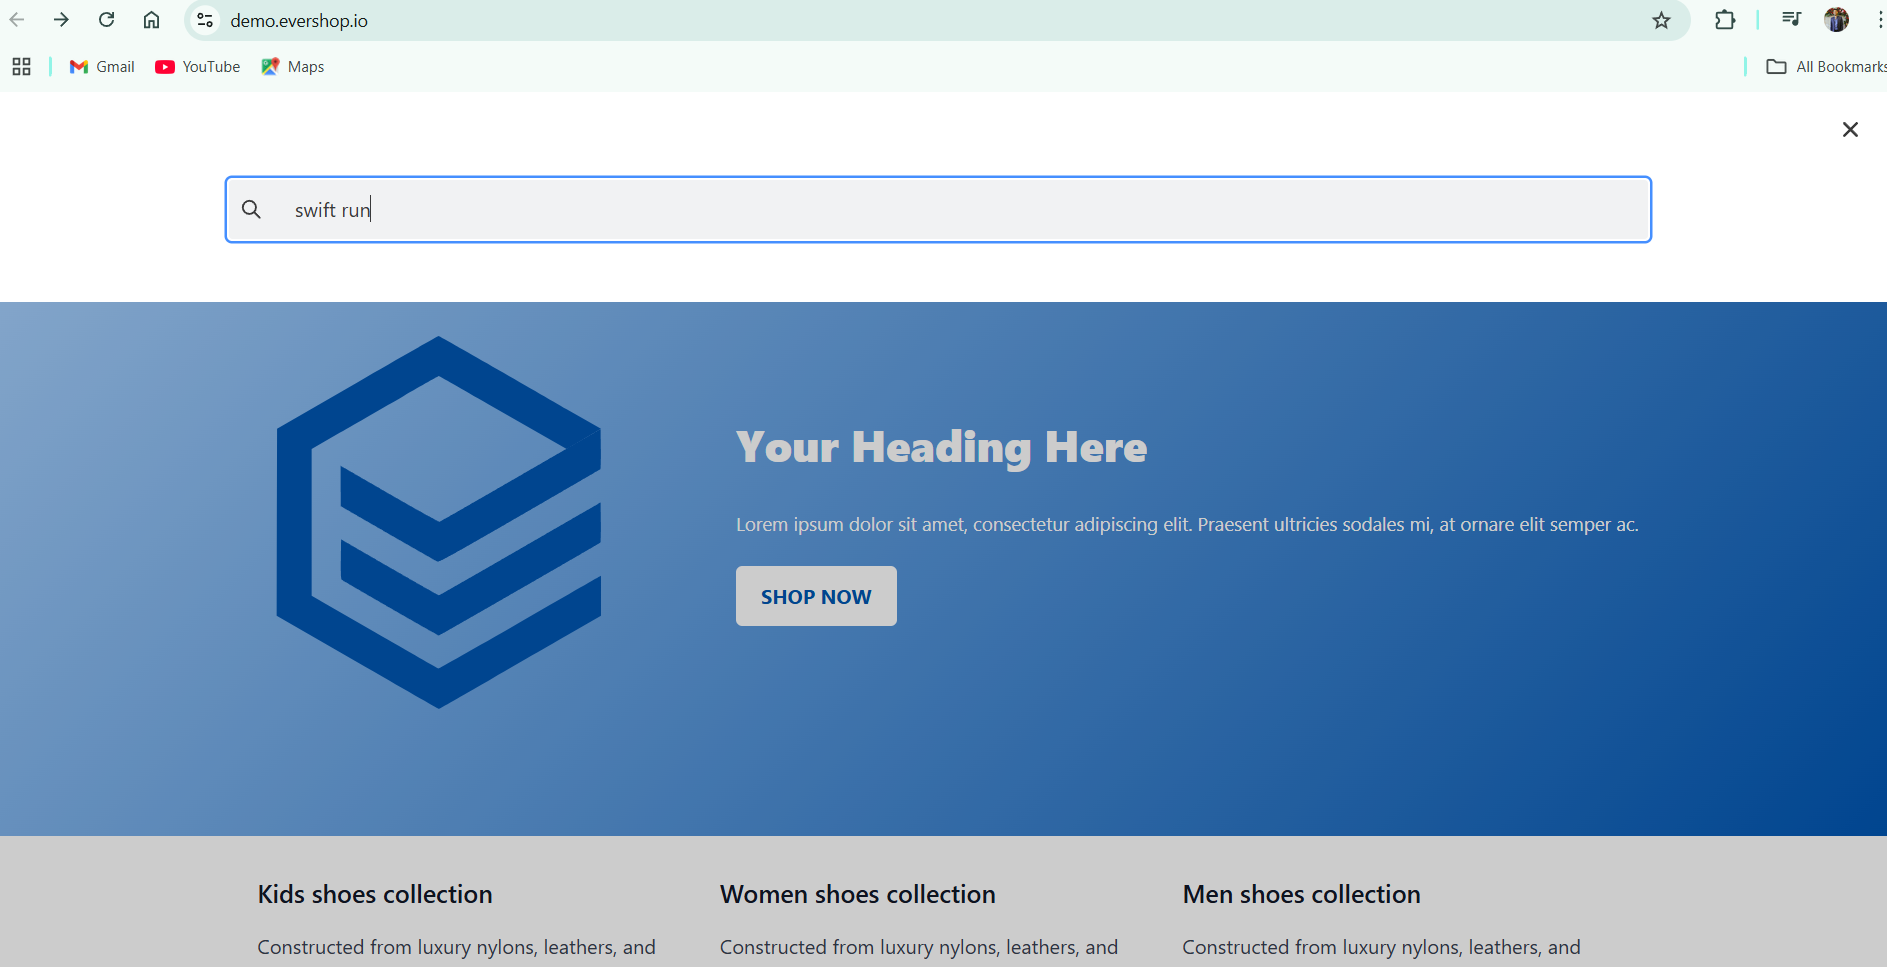 demo.evershop.io
Gmail YouTube Maps All Bookmarks
swift run
Your Heading Here
Lorem ipsum dolor sit amet, consectetur adipiscing elit. Praesent ultricies sodales mi, at ornare elit semper ac.
SHOP NOW
Kids shoes collection
Constructed from luxury nylons, leathers, and
Women shoes collection
Constructed from luxury nylons, leathers, and
Men shoes collection
Constructed from luxury nylons, leathers, and